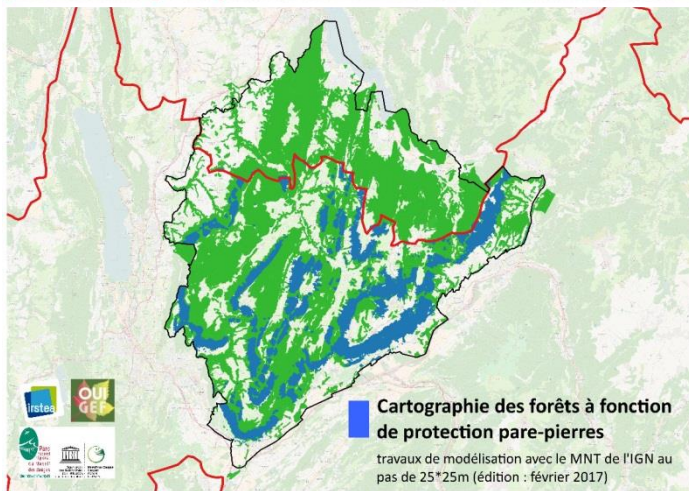 Cartographie des forêts à fonction
de protection pare-pierres
travaux de modélisation avec le MNT de l'IGN au
pas de 25*25m (édition : février 2017)
irstea
OUI
GEF
Parc